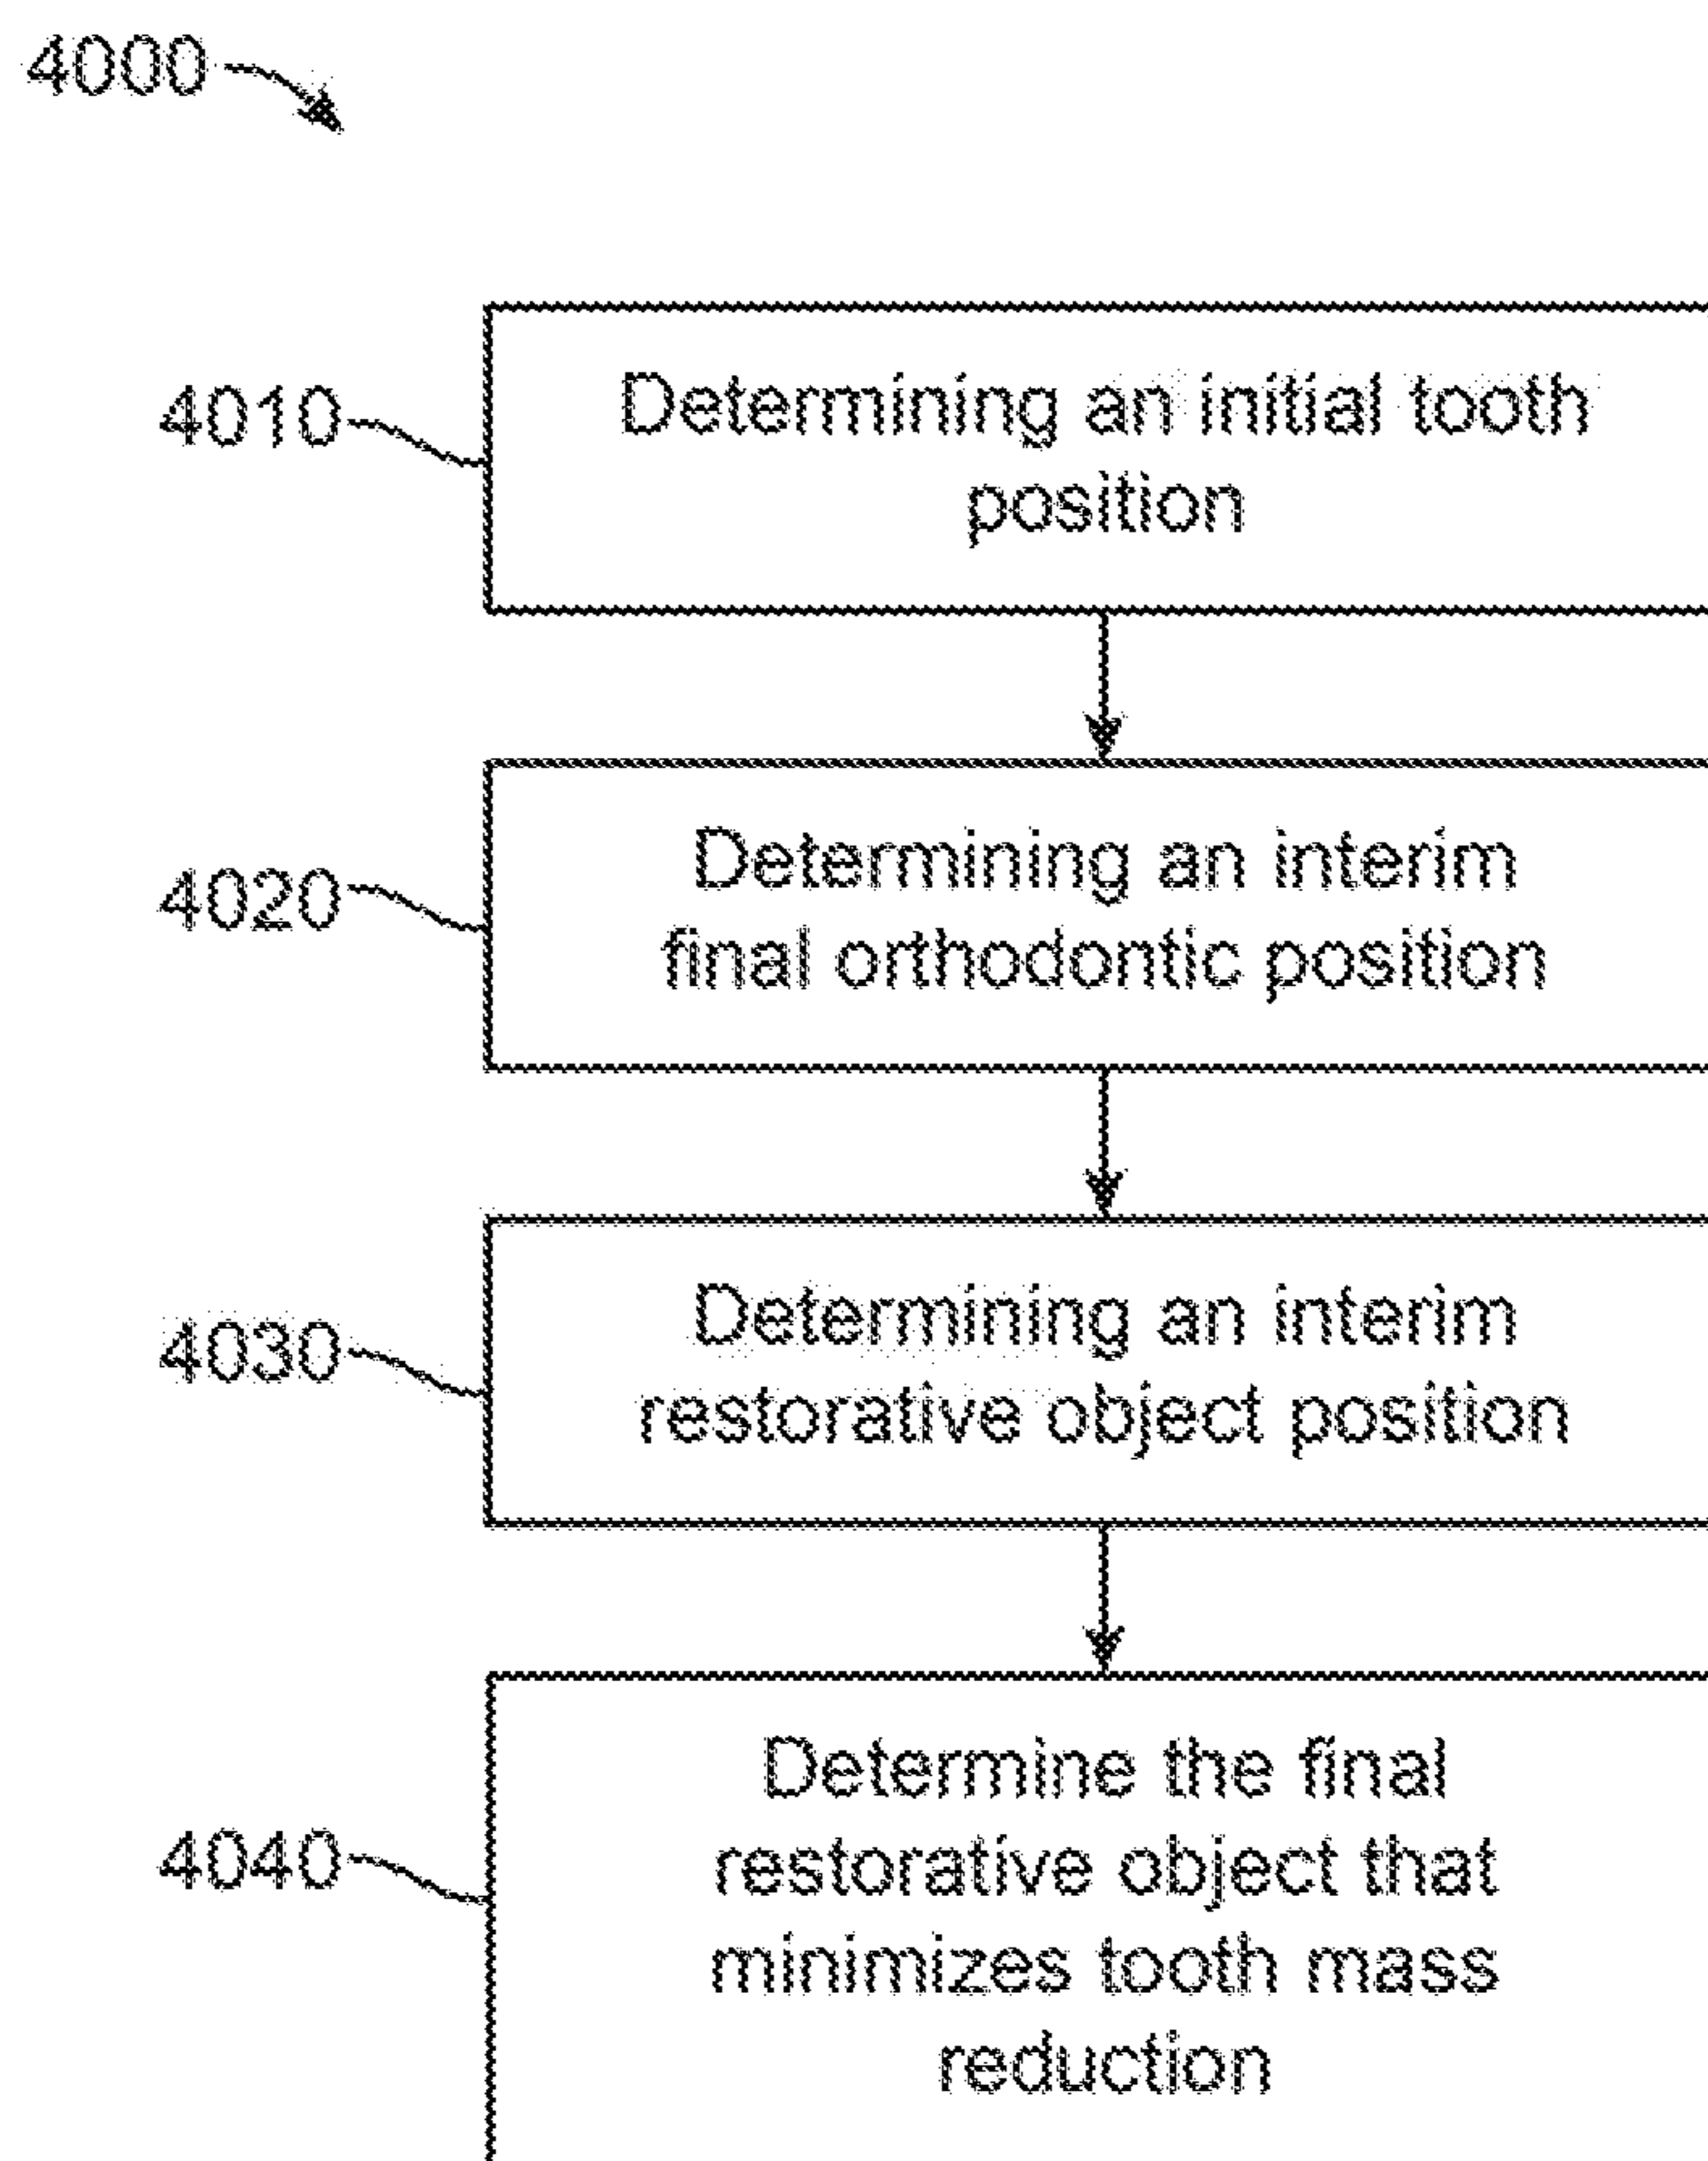 4000
4010
Determining an initial tooth
position
4020
Determining an interim
final orthodontic position
4030
Determining an interim
restorative object position
4040
Determine the final
restorative object that
minimizes tooth mass
reduction